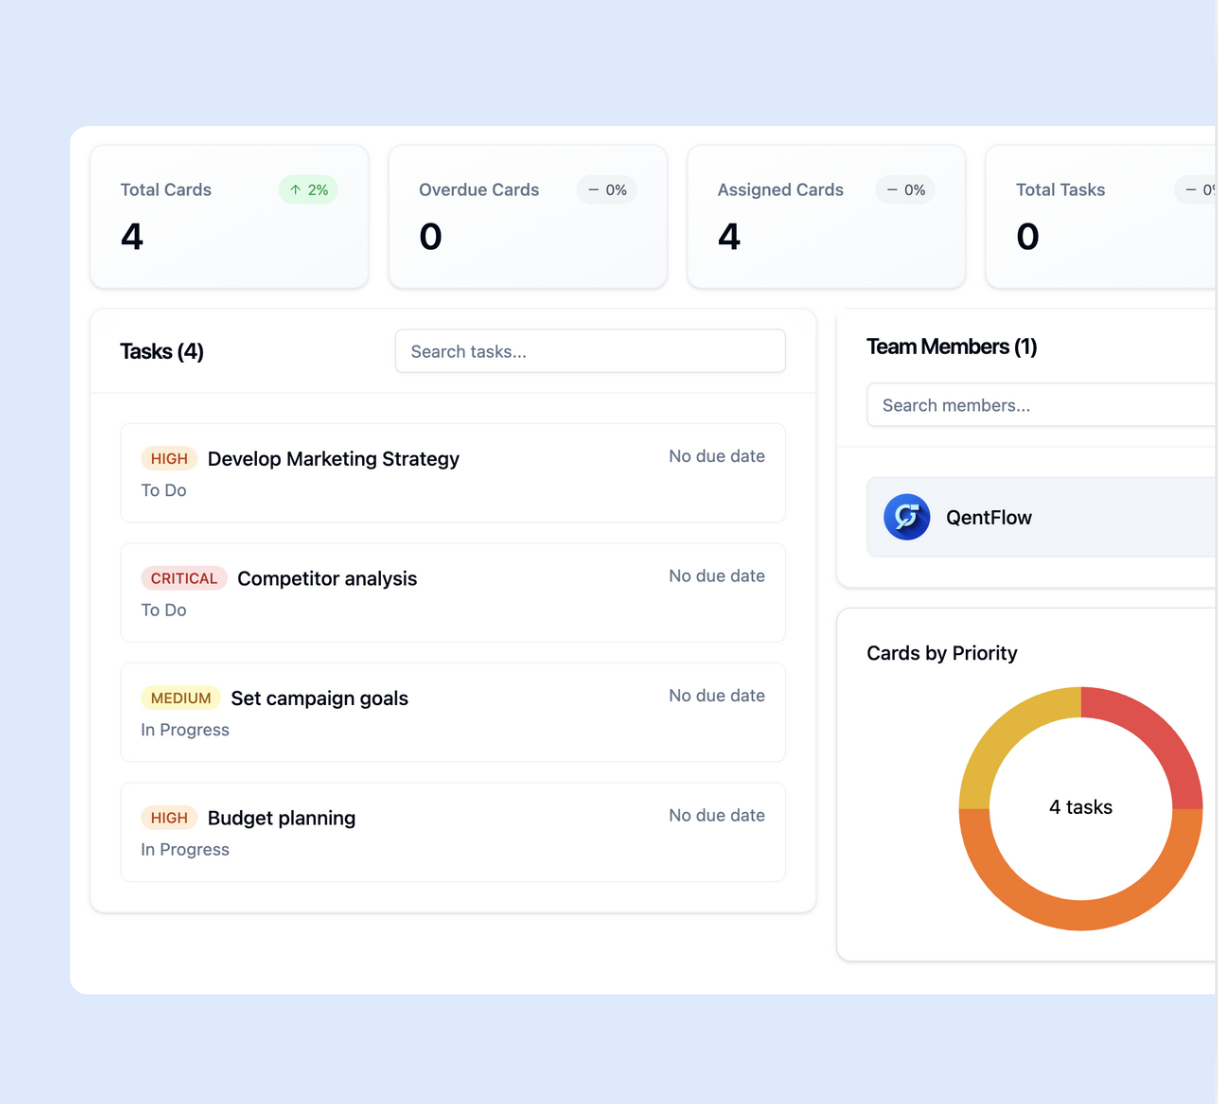 Total Cards ↑ 2%
4
Overdue Cards – 0%
0
Assigned Cards – 0%
4
Total Tasks
0
Tasks (4)
Search tasks...
HIGH Develop Marketing Strategy No due date
To Do
CRITICAL Competitor analysis No due date
To Do
MEDIUM Set campaign goals No due date
In Progress
HIGH Budget planning No due date
In Progress
Team Members (1)
Search members...
QentFlow
Cards by Priority
4 tasks